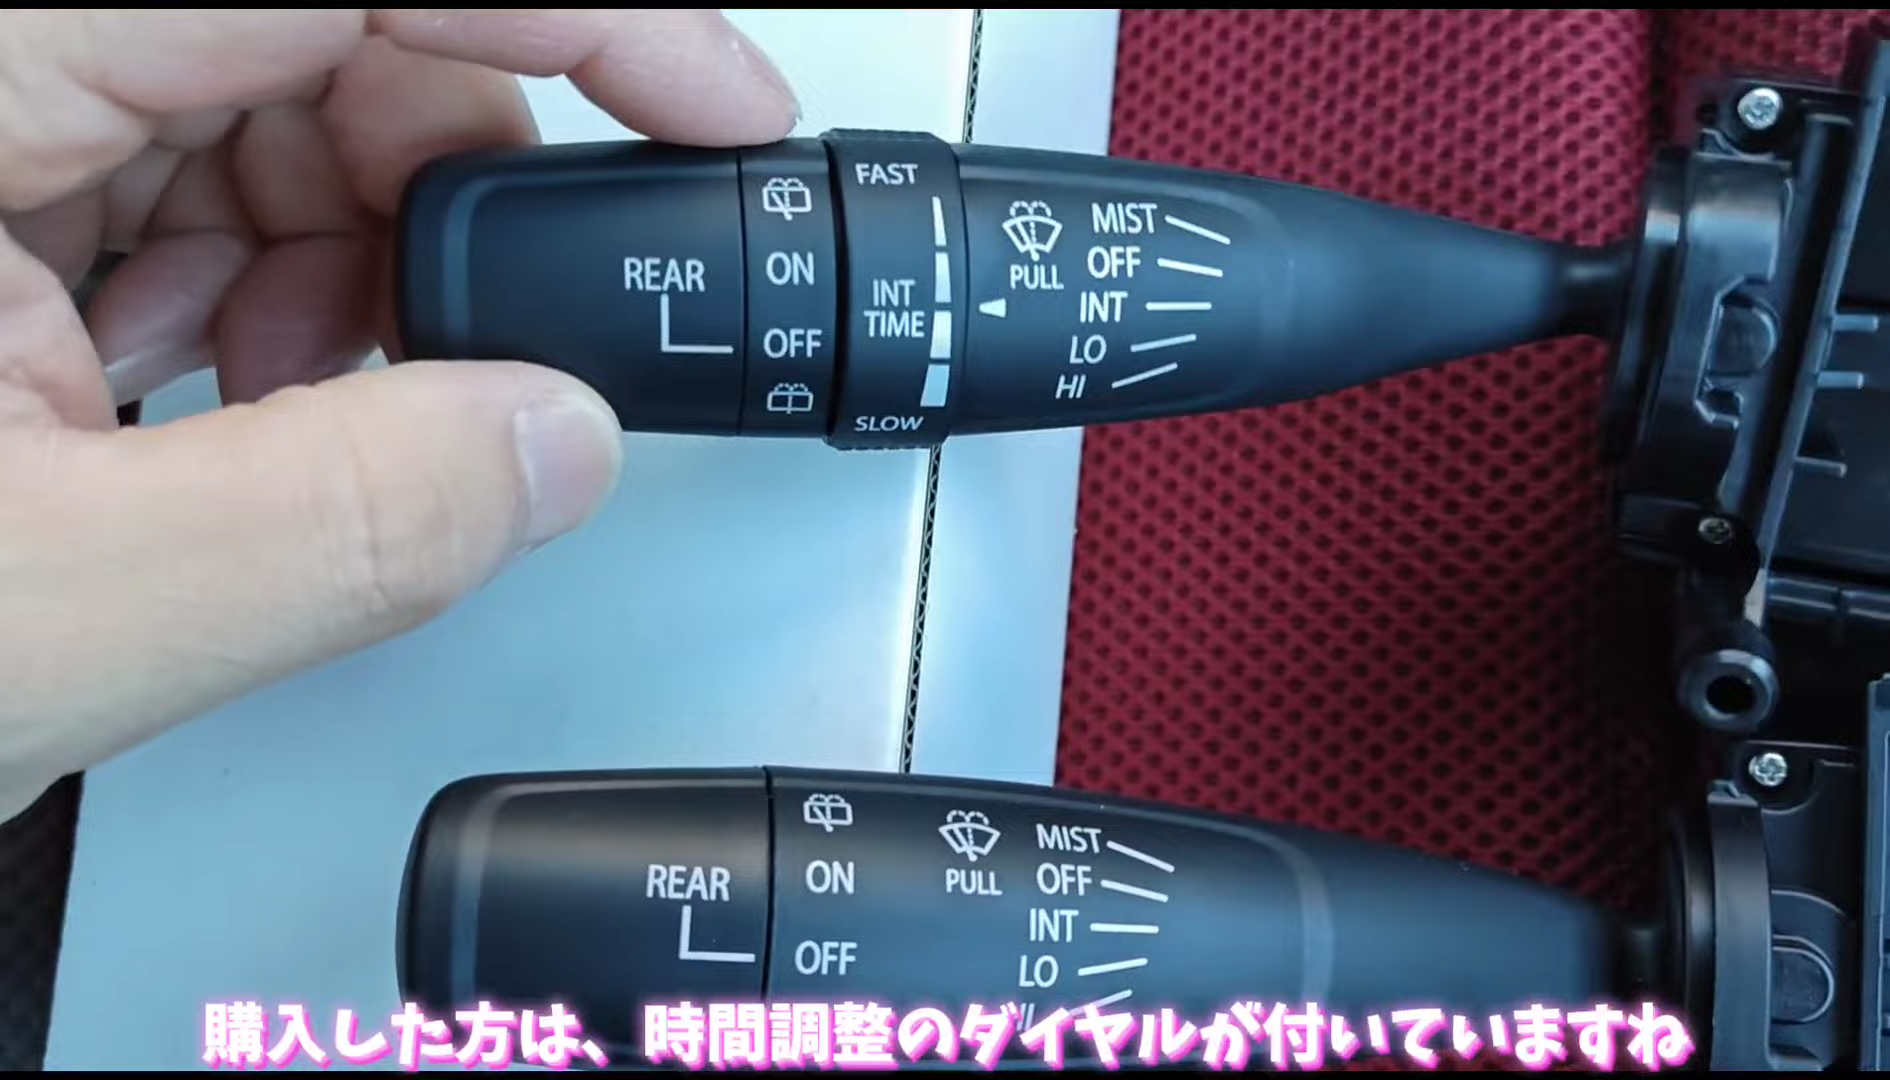 FAST
REAR
ON
OFF
INT
TIME
SLOW
PULL
MIST
OFF
INT
LO
HI
REAR
ON
OFF
PULL
MIST
OFF
INT
LO
購入した方は、時間調整のダイヤルが付いていますね